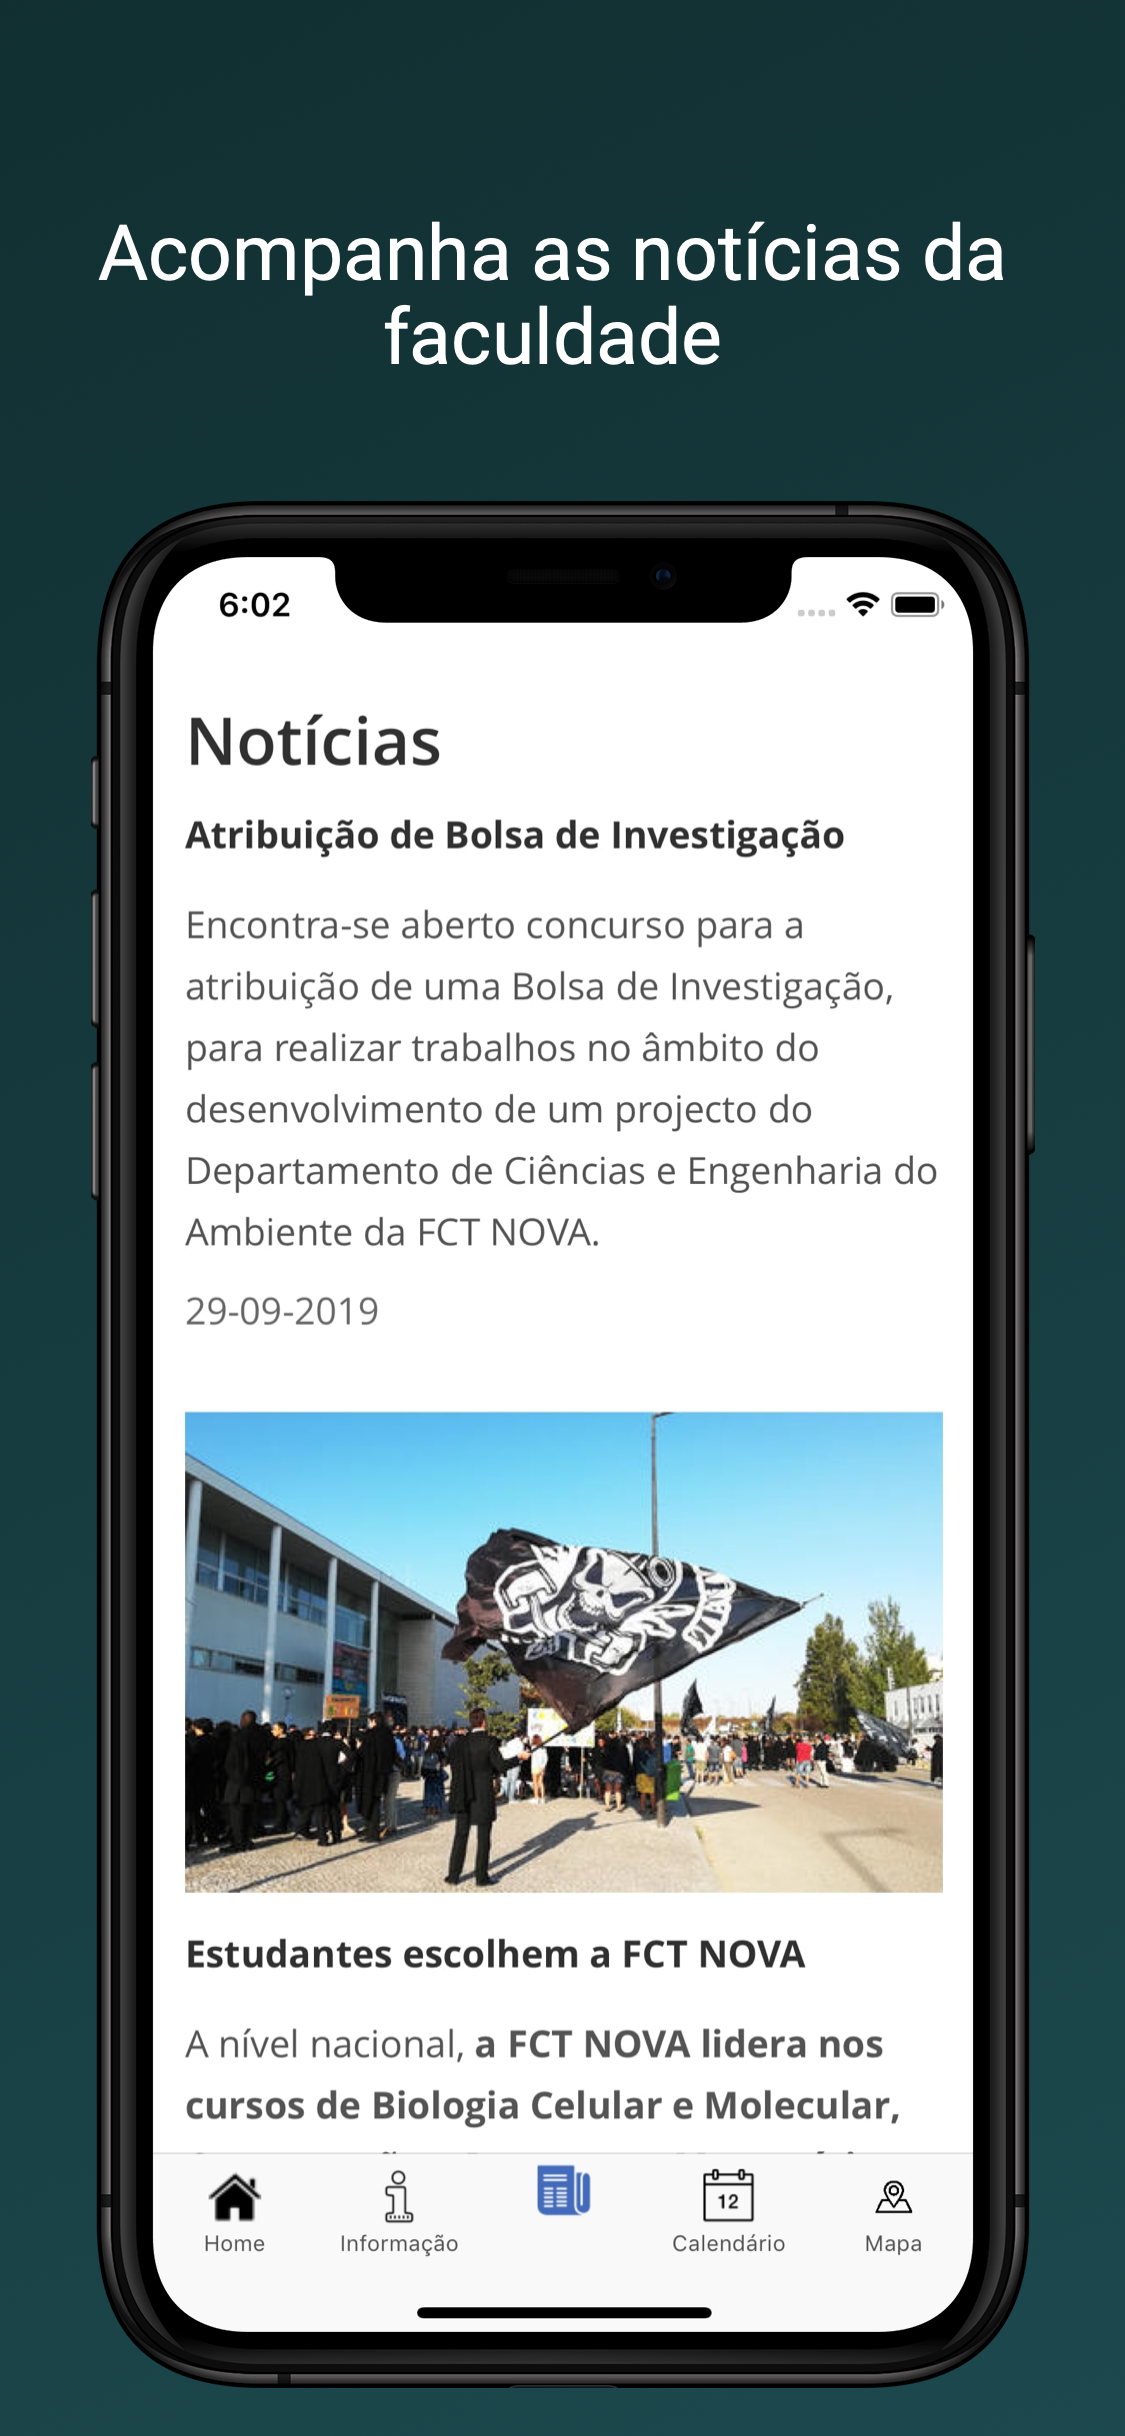 Acompanha as notícias da
faculdade
6:02
Notícias
Atribuição de Bolsa de Investigação
Encontra-se aberto concurso para a
atribuição de uma Bolsa de Investigação,
para realizar trabalhos no âmbito do
desenvolvimento de um projecto do
Departamento de Ciências e Engenharia do
Ambiente da FCT NOVA.
29-09-2019
Estudantes escolhem a FCT NOVA
A nível nacional, a FCT NOVA lidera nos
cursos de Biologia Celular e Molecular,
12
Home
Informação
Calendário
Mapa